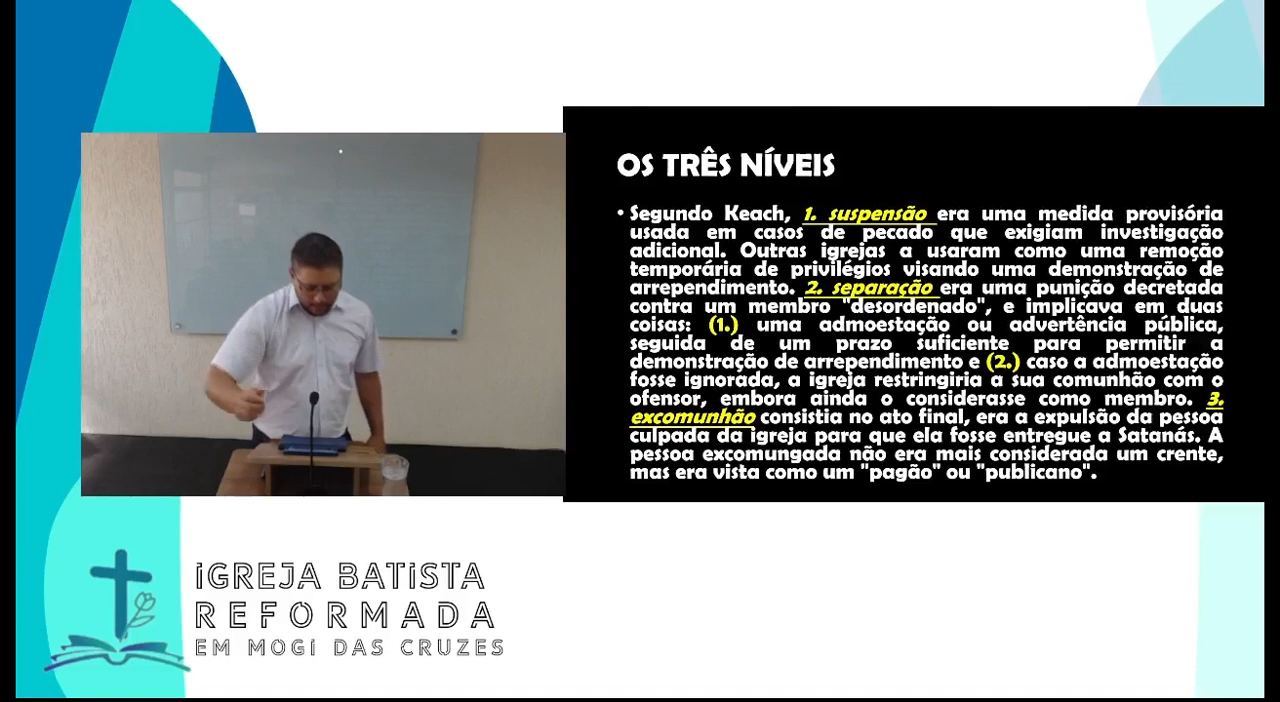 OS TRÊS NÍVEIS
• Segundo Keach, 1. suspensão era uma medida provisória
usada em casos de pecado que exigiam investigação
adicional. Outras igrejas a usaram como uma remoção
temporária de privilégios visando uma demonstração de
arrependimento. 2. separação era uma punição decretada
contra um membro "desordenado", e implicava em duas
coisas: (1.) uma admoestação ou advertência pública,
seguida de um prazo suficiente para permitir a
demonstração de arrependimento e (2.) caso a admoestação
fosse ignorada, a igreja restringiria a sua comunhão com o
ofensor, embora ainda o considerasse como membro. 3.
excomunhão consistia no ato final, era a expulsão da pessoa
culpada da igreja para que ela fosse entregue a Satanás. A
pessoa excomungada não era mais considerada um crente,
mas era vista como um "pagão" ou "publicano".
IGREJA BATISTA
REFORMADA
EM MOGI DAS CRUZES